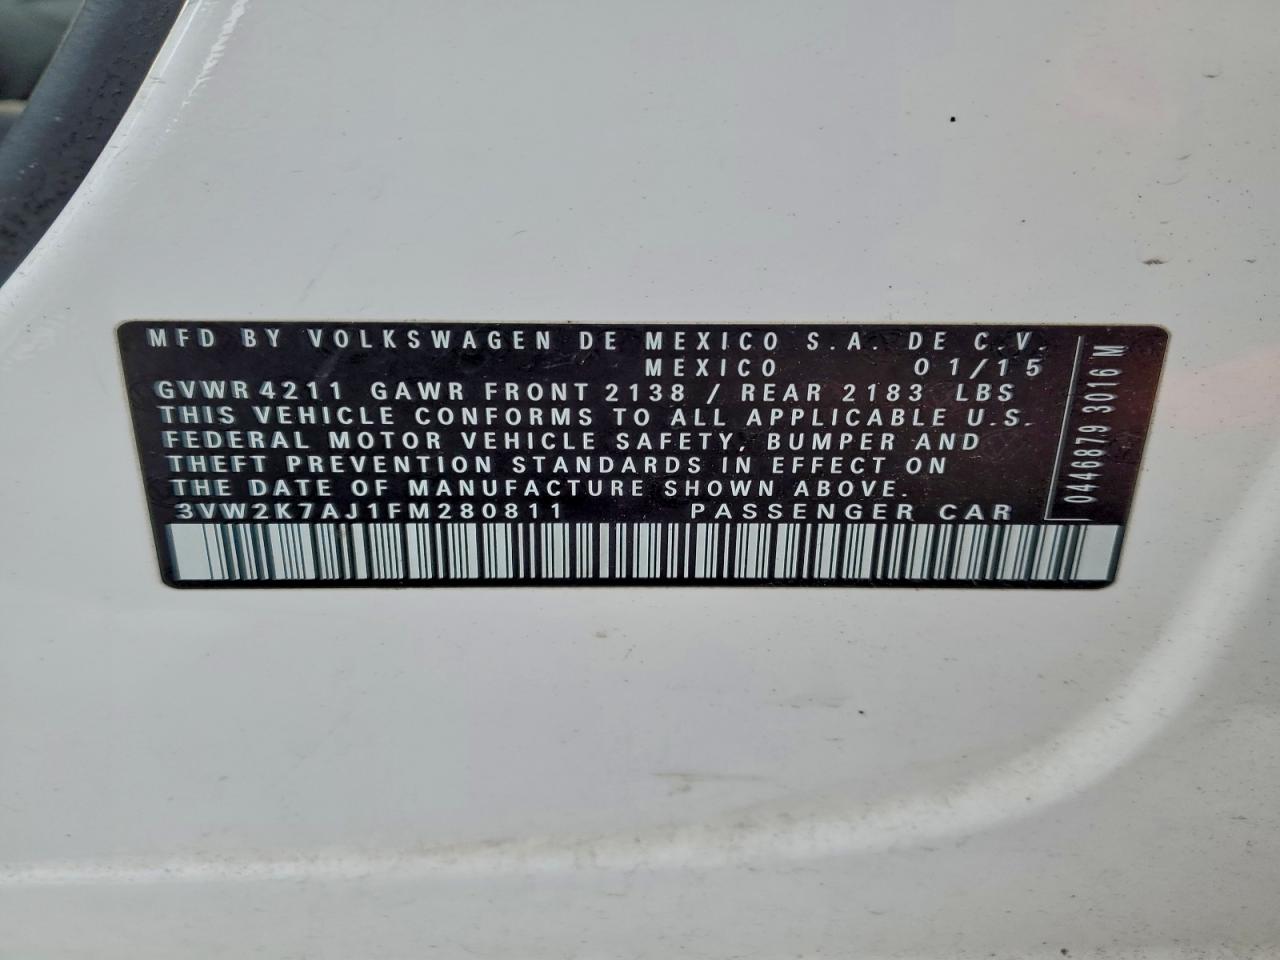 MFD BY VOLKSWAGEN DE MEXICO S.A. DE C.V.
MEXICO 01/15
GVWR 4211 GAWR FRONT 2138 / REAR 2183 LBS
THIS VEHICLE CONFORMS TO ALL APPLICABLE U.S.
FEDERAL MOTOR VEHICLE SAFETY, BUMPER AND
THEFT PREVENTION STANDARDS IN EFFECT ON
THE DATE OF MANUFACTURE SHOWN ABOVE.
3VW2K7AJ1FM280811 PASSENGER CAR
0446879 3016 M